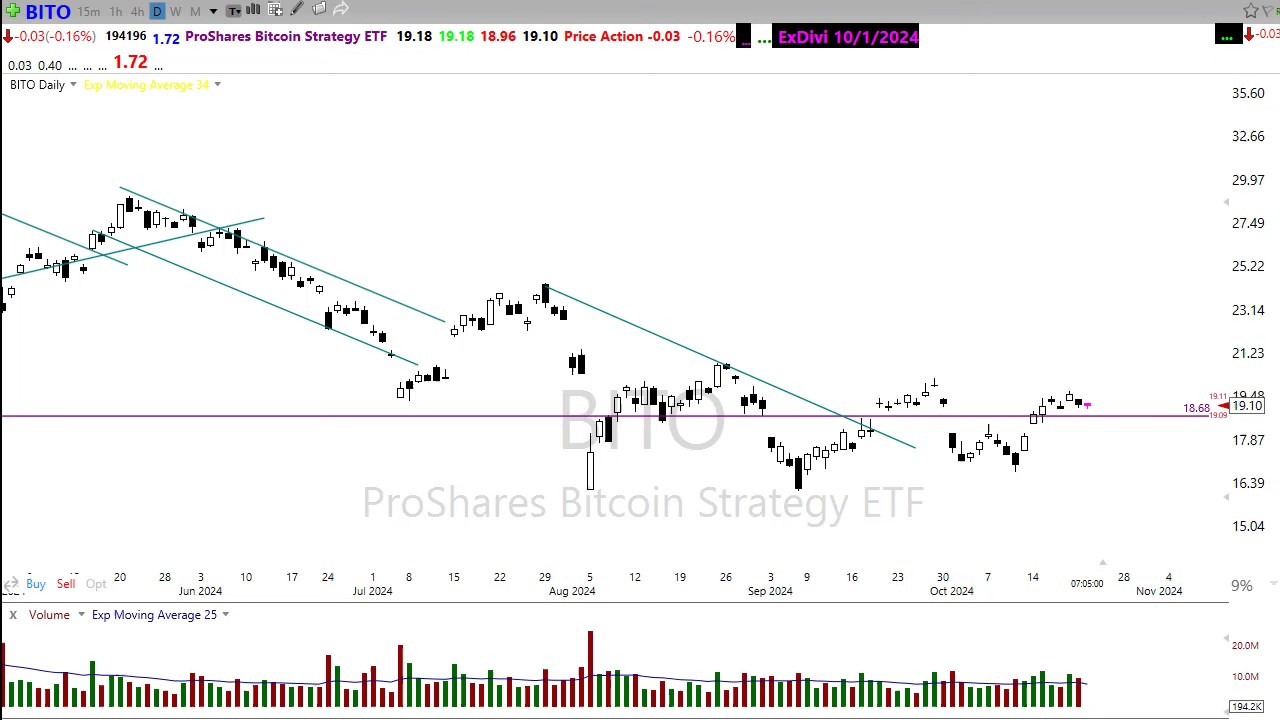 BITO 15m 1h 4h D W M T
-0.03(-0.16%) 194196 1.72 ProShares Bitcoin Strategy ETF 19.18 19.18 18.96 19.10 Price Action -0.03 -0.16% ... ... ExDivi 10/1/2024 ... -0.03
0.03 0.40 ... ... ... 1.72 ...
BITO Daily Exp Moving Average 34
35.60
32.66
29.97
27.49
25.22
23.14
21.23
19.11
18.68 19.10
19.09
17.87
16.39
15.04
BITO
ProShares Bitcoin Strategy ETF
20 28 3 10 17 24 1 8 15 22 29 5 12 19 26 3 9 16 23 30 7 14 07:05:00 28 4
Buy Sell Opt 9%
Jun 2024 Jul 2024 Aug 2024 Sep 2024 Oct 2024 Nov 2024
X Volume Exp Moving Average 25
20.0M
10.0M
194.2K